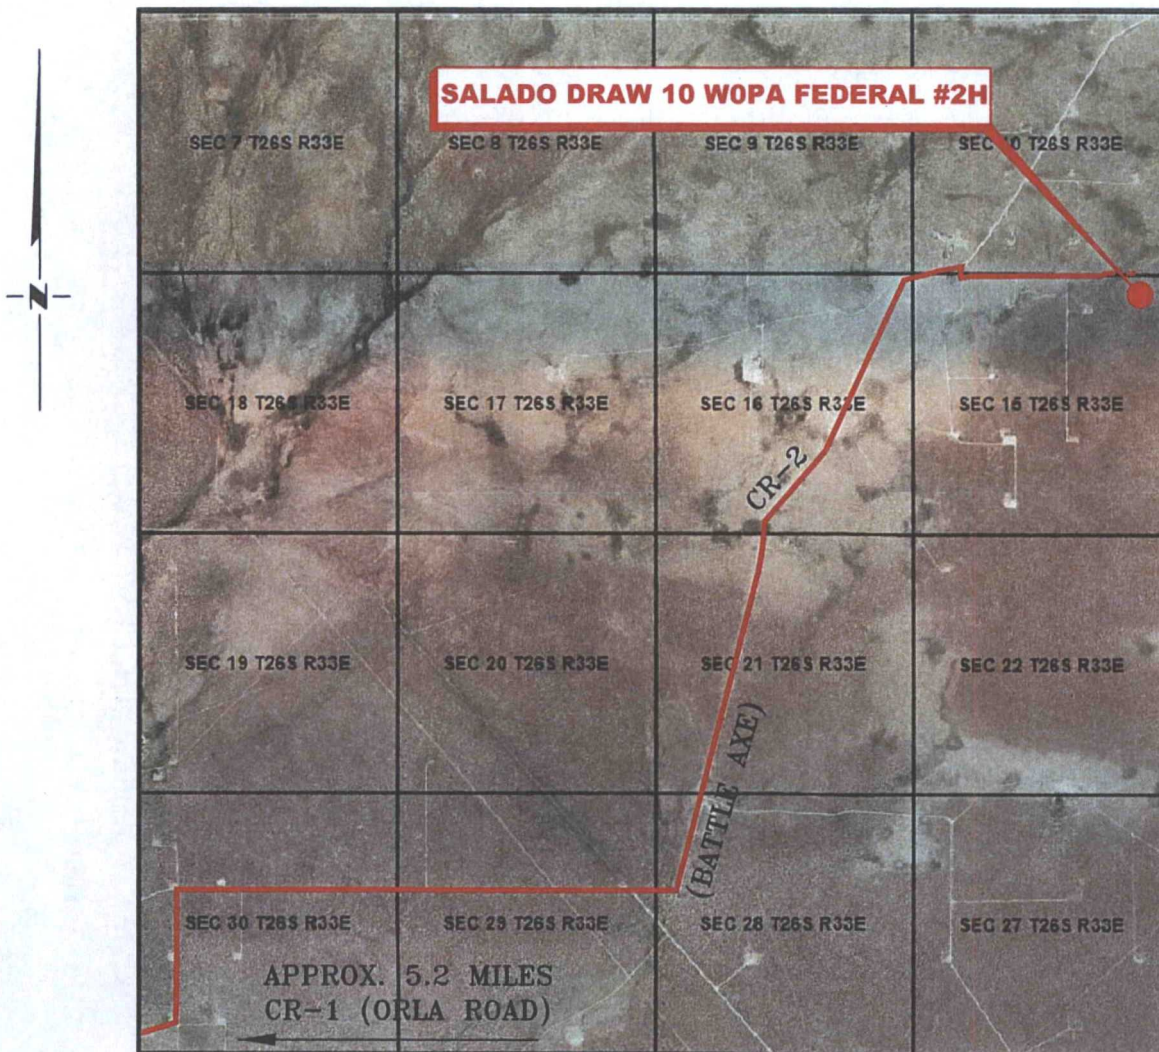 SALADO DRAW 10 W0PA FEDERAL #2H
SEC 7 T26S R33E
SEC 8 T26S R33E
SEC 9 T26S R33E
SEC 10 T26S R33E
N
SEC 18 T26S R33E
SEC 17 T26S R33E
SEC 16 T26S R33E
SEC 15 T26S R33E
CR-2
SEC 19 T26S R33E
SEC 20 T26S R33E
SEC 21 T26S R33E
SEC 22 T26S R33E
(BATTLE AXE)
SEC 30 T26S R33E
SEC 29 T26S R33E
SEC 28 T26S R33E
SEC 27 T26S R33E
APPROX. 5.2 MILES
CR-1 (ORLA ROAD)